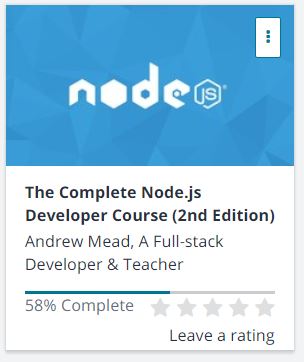 node JS
The Complete Node.js
Developer Course (2nd Edition)
Andrew Mead, A Full-stack
Developer & Teacher
58% Complete
Leave a rating